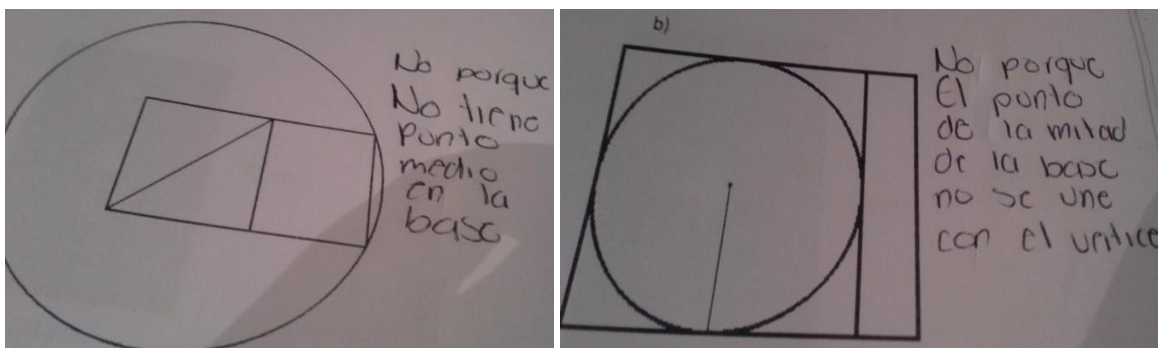 No porque
No tiene
Punto
medio
en la
base
b)
No porque
El punto
de la mitad
de la base
no se une
con el vritice